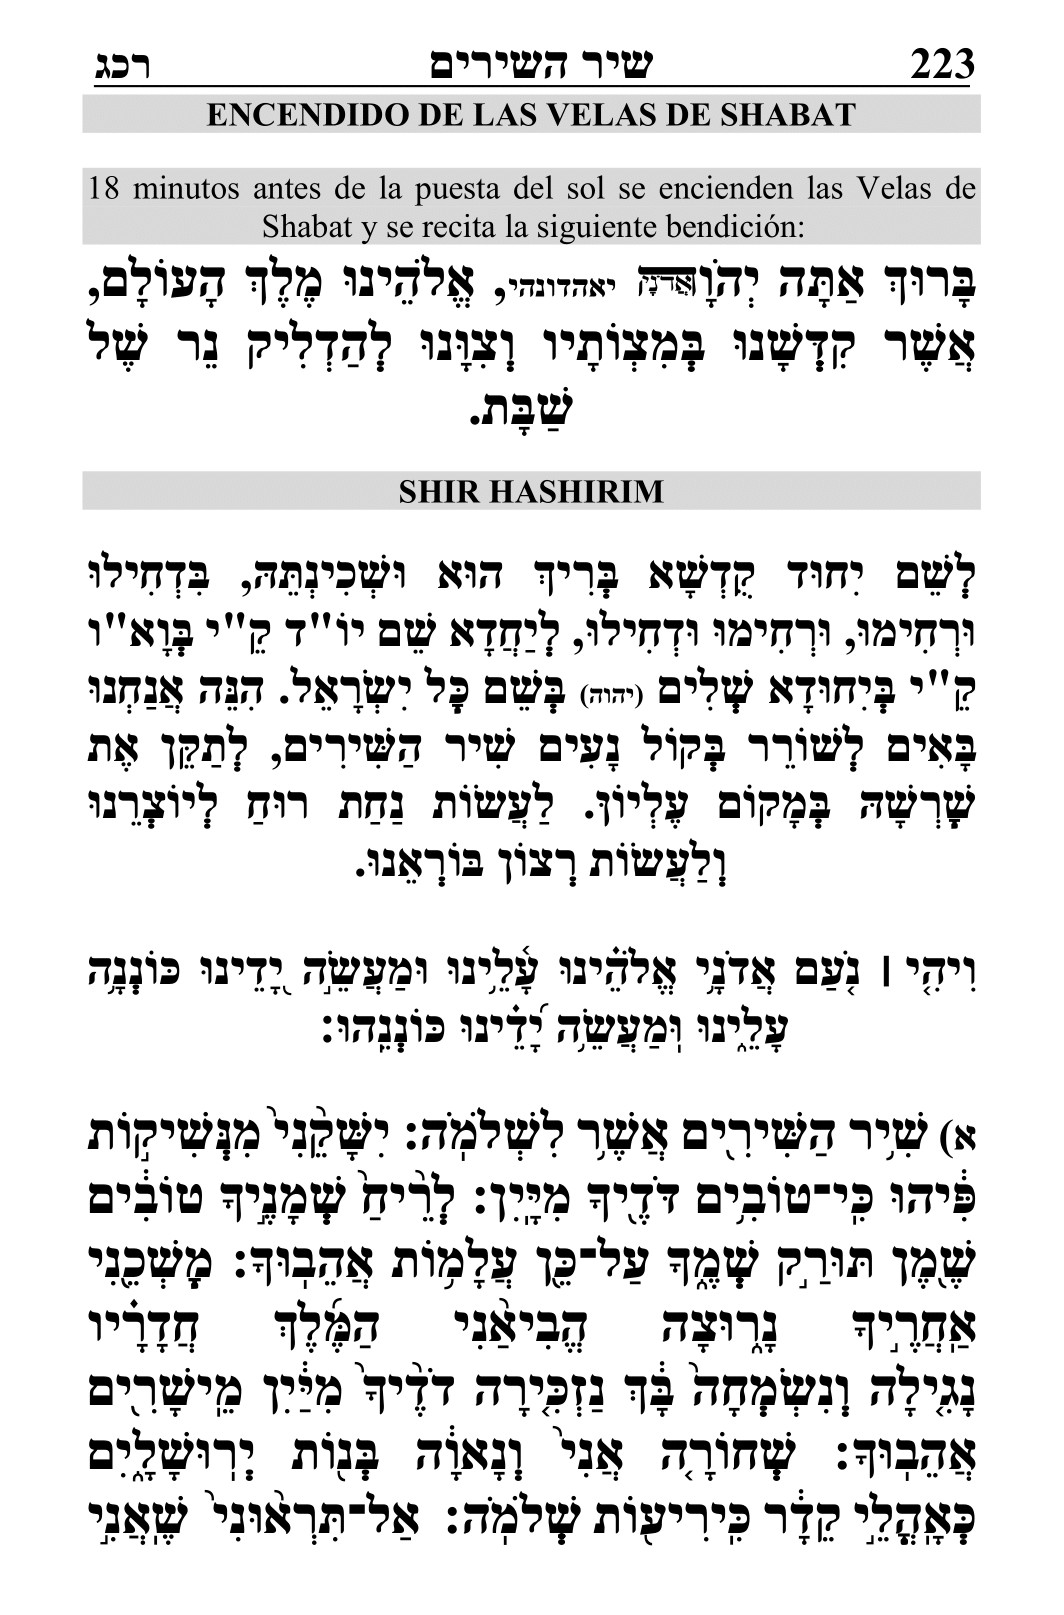 רכג שיר השירים 223
ENCENDIDO DE LAS VELAS DE SHABAT
18 minutos antes de la puesta del sol se encienden las Velas de
Shabat y se recita la siguiente bendición:
בָּרוּךְ אַתָּה יְהֹוָה אֲדֹנָי יאהדונהי, אֱלֹהֵינוּ מֶלֶךְ הָעוֹלָם,
אֲשֶׁר קִדְּשָׁנוּ בְּמִצְוֹתָיו וְצִוָּנוּ לְהַדְלִיק נֵר שֶׁל
שַׁבָּת.
SHIR HASHIRIM
לְשֵׁם יִחוּד קֻדְשָׁא בְּרִיךְ הוּא וּשְׁכִינְתֵּהּ, בִּדְחִילוּ
וּרְחִימוּ, וּרְחִימוּ וּדְחִילוּ, לְיַחֲדָא שֵׁם יוֹ"ד קֵ"י בְּוָא"ו
קֵ"י בְּיִחוּדָא שְׁלִים (יהוה) בְּשֵׁם כָּל יִשְׂרָאֵל. הִנֵּה אֲנַחְנוּ
בָּאִים לְשׁוֹרֵר בְּקוֹל נָעִים שִׁיר הַשִּׁירִים, לְתַקֵּן אֶת
שָׁרְשָׁהּ בְּמָקוֹם עֶלְיוֹן. לַעֲשׂוֹת נַחַת רוּחַ לְיוֹצְרֵנוּ
וְלַעֲשׂוֹת רְצוֹן בּוֹרְאֵנוּ.
וִיהִ֤י ׀ נֹ֤עַם אֲדֹנָ֥י אֱלֹהֵ֗ינוּ עָ֫לֵ֥ינוּ וּמַעֲשֵׂ֣ה יָ֭דֵינוּ כּוֹנְנָ֥ה
עָלֵ֑ינוּ וּֽמַעֲשֵׂ֥ה יָ֝דֵ֗ינוּ כּוֹנְנֵֽהוּ׃
א) שִׁ֥יר הַשִּׁירִ֖ים אֲשֶׁ֥ר לִשְׁלֹמֹֽה׃ יִשָּׁקֵ֙נִי֙ מִנְּשִׁיק֣וֹת
פִּ֔יהוּ כִּֽי־טוֹבִ֥ים דֹּדֶ֖יךָ מִיָּֽיִן׃ לְרֵ֙יחַ֙ שְׁמָנֶ֣יךָ טוֹבִ֔ים
שֶׁ֖מֶן תּוּרַ֣ק שְׁמֶ֑ךָ עַל־כֵּ֖ן עֲלָמ֥וֹת אֲהֵבֽוּךָ׃ מָשְׁכֵ֖נִי
אַחֲרֶ֣יךָ נָּר֑וּצָה הֱבִיאַ֨נִי הַמֶּ֜לֶךְ חֲדָרָ֗יו
נָגִ֤ילָה וְנִשְׂמְחָה֙ בָּ֔ךְ נַזְכִּ֤ירָה דֹדֶ֙יךָ֙ מִיַּ֔יִן מֵישָׁרִ֖ים
אֲהֵבֽוּךָ׃ שְׁחוֹרָ֤ה אֲנִי֙ וְֽנָאוָ֔ה בְּנ֖וֹת יְרֽוּשָׁלָ֑יִם
כְּאָהֳלֵ֣י קֵדָ֔ר כִּירִיע֖וֹת שְׁלֹמֹֽה׃ אַל־תִּרְא֙וּנִי֙ שֶׁאֲנִ֣י